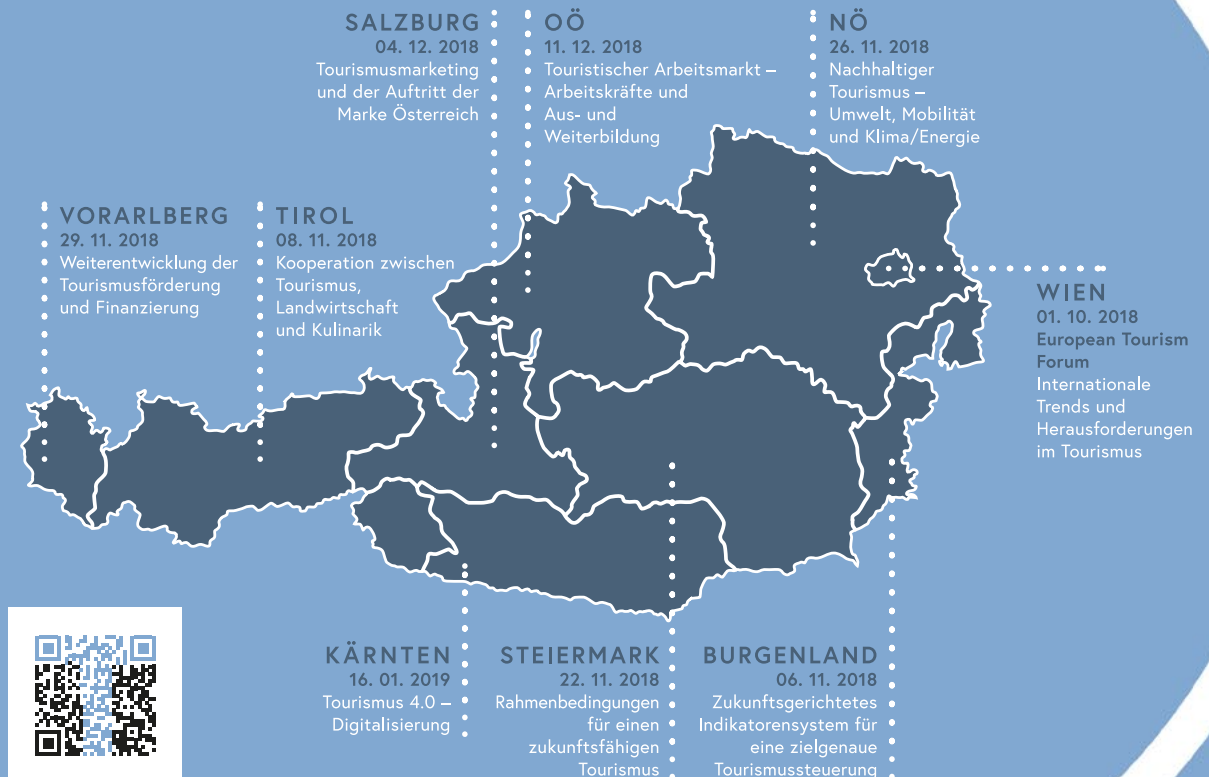 SALZBURG
04. 12. 2018
Tourismusmarketing
und der Auftritt der
Marke Österreich
OÖ
11. 12. 2018
Touristischer Arbeitsmarkt –
Arbeitskräfte und
Aus- und
Weiterbildung
NÖ
26. 11. 2018
Nachhaltiger
Tourismus –
Umwelt, Mobilität
und Klima/Energie
VORARLBERG
29. 11. 2018
Weiterentwicklung der
Tourismusförderung
und Finanzierung
TIROL
08. 11. 2018
Kooperation zwischen
Tourismus,
Landwirtschaft
und Kulinarik
WIEN
01. 10. 2018
European Tourism
Forum
Internationale
Trends und
Herausforderungen
im Tourismus
KÄRNTEN
16. 01. 2019
Tourismus 4.0 –
Digitalisierung
STEIERMARK
22. 11. 2018
Rahmenbedingungen
für einen
zukunftsfähigen
Tourismus
BURGENLAND
06. 11. 2018
Zukunftsgerichtetes
Indikatorensystem für
eine zielgenaue
Tourismussteuerung